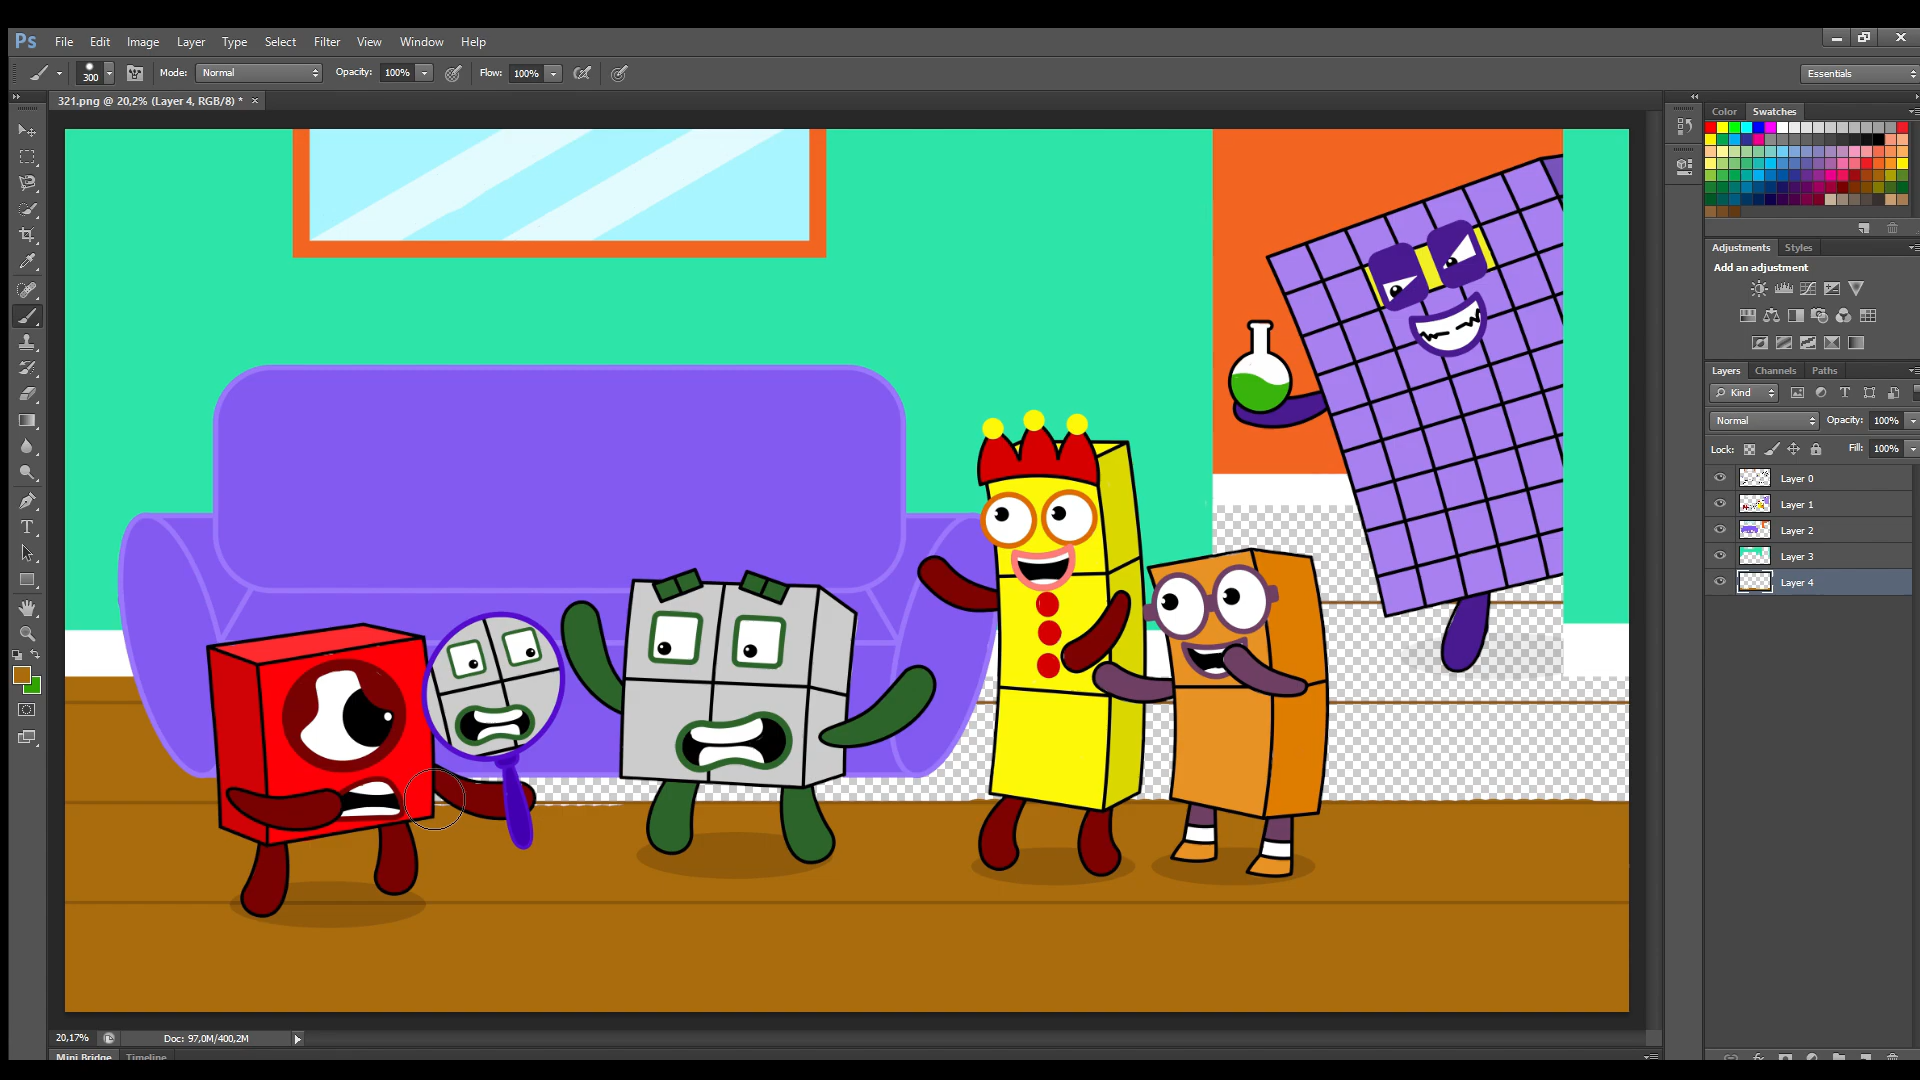 Ps File Edit Image Layer Type Select Filter View Window Help
300 Mode: Normal Opacity: 100% Flow: 100% Essentials
321.png @ 20,2% (Layer 4, RGB/8) * ×
Color Swatches
Adjustments Styles
Add an adjustment
Layers Channels Paths
Kind
Normal Opacity: 100%
Lock: Fill: 100%
Layer 0
Layer 1
Layer 2
Layer 3
Layer 4
20,17% Doc: 97,0M/400,2M
Mini Bridge Timeline